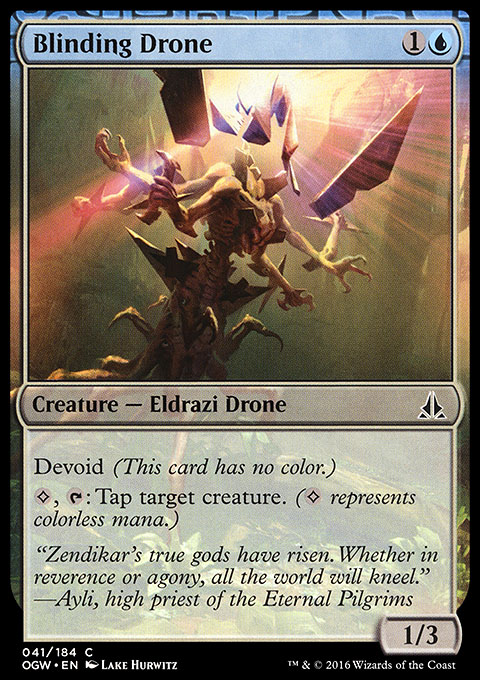 Blinding Drone 1
Creature — Eldrazi Drone
Devoid (This card has no color.)
, : Tap target creature. ( represents
colorless mana.)
“Zendikar’s true gods have risen. Whether in
reverence or agony, all the world will kneel.”
—Ayli, high priest of the Eternal Pilgrims
1/3
041/184 C
OGW • EN Lake Hurwitz
™ & © 2016 Wizards of the Coast